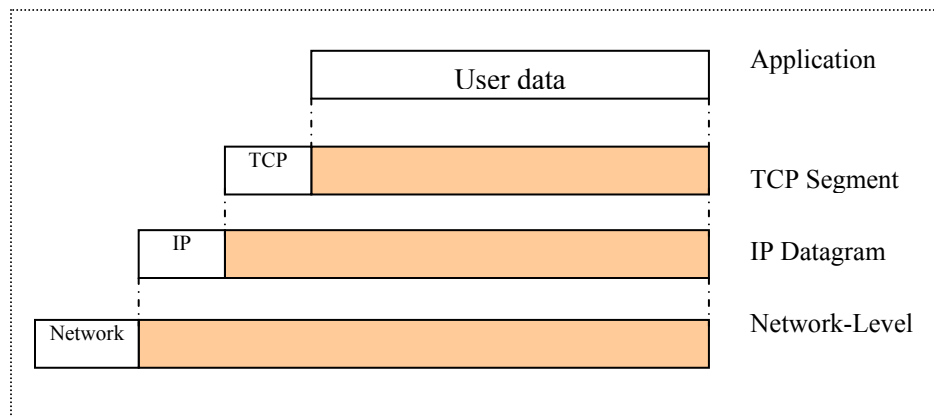 User data
Application
TCP
TCP Segment
IP
IP Datagram
Network
Network-Level